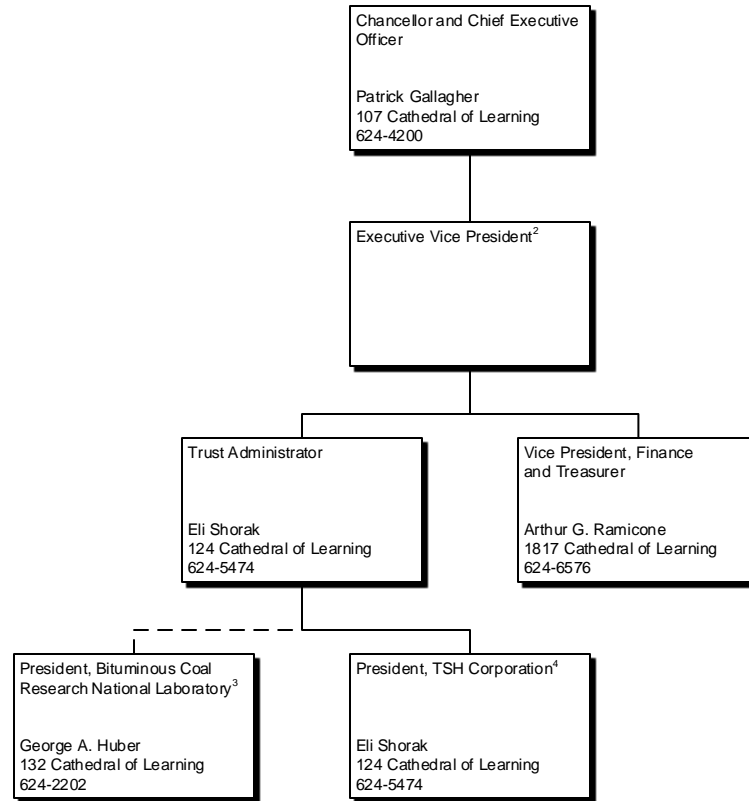 Chancellor and Chief Executive
Officer
Patrick Gallagher
107 Cathedral of Learning
624-4200
Executive Vice President²
Trust Administrator
Eli Shorak
124 Cathedral of Learning
624-5474
Vice President, Finance
and Treasurer
Arthur G. Ramicone
1817 Cathedral of Learning
624-6576
President, Bituminous Coal
Research National Laboratory³
George A. Huber
132 Cathedral of Learning
624-2202
President, TSH Corporation⁴
Eli Shorak
124 Cathedral of Learning
624-5474